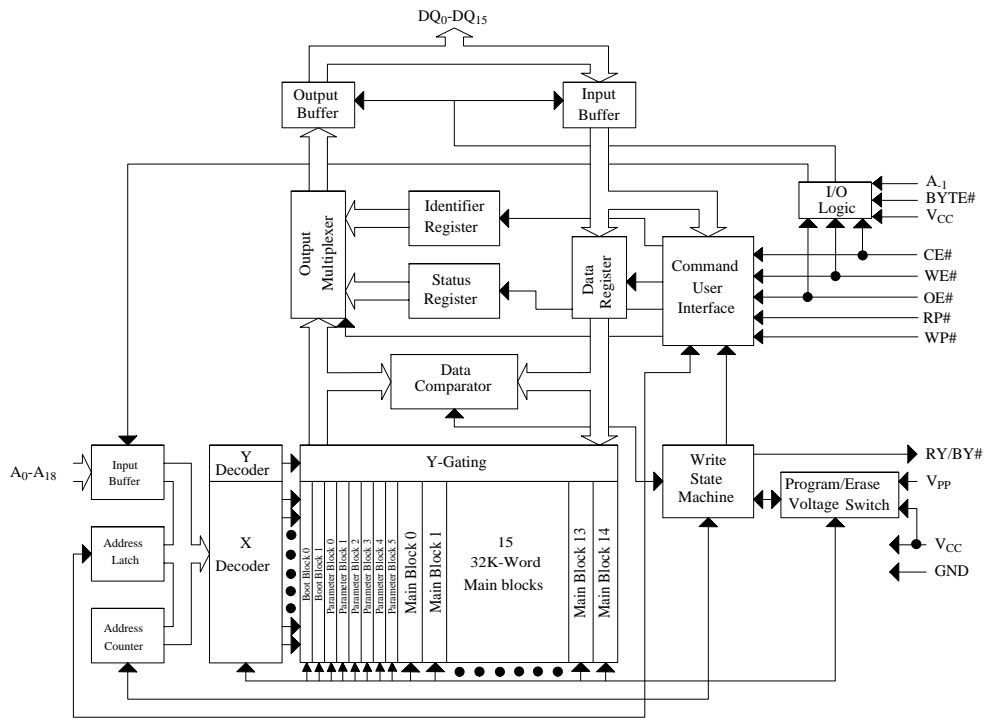 DQ0-DQ15
Output
Buffer
Input
Buffer
I/O
Logic
A-1
BYTE#
VCC
Output
Multiplexer
Identifier
Register
Status
Register
Data
Register
Command
User
Interface
CE#
WE#
OE#
RP#
WP#
Data
Comparator
A0-A18
Input
Buffer
Y
Decoder
Y-Gating
Write
State
Machine
RY/BY#
Program/Erase
Voltage Switch
VPP
VCC
GND
Address
Latch
X
Decoder
Address
Counter
Boot Block 0
Boot Block 1
Parameter Block 0
Parameter Block 1
Parameter Block 2
Parameter Block 3
Parameter Block 4
Parameter Block 5
Main Block 0
Main Block 1
15
32K-Word
Main blocks
Main Block 13
Main Block 14